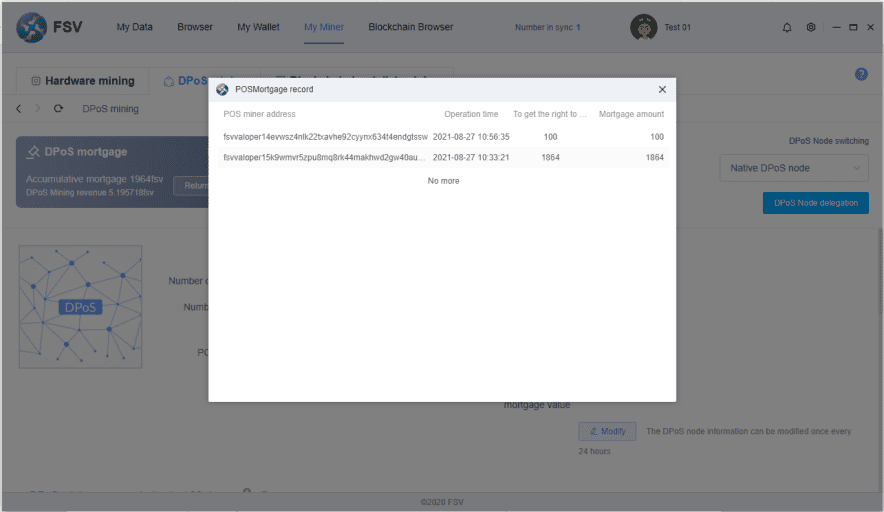 FSV
My Data Browser My Wallet My Miner Blockchain Browser Number in sync 1 Test 01
Hardware mining DPoS
DPoS mining
POSMortgage record
POS miner address Operation time To get the right to ... Mortgage amount
2021-08-27 10:56:35 100 100
2021-08-27 10:33:21 1864 1864
No more
DPoS mortgage
Accumulative mortgage 1964fsv
DPoS Mining revenue 5.195718fsv
Return
DPoS Node switching
Native DPoS node
DPoS Node delegation
DPoS
Number
mortgage value
Modify The DPoS node information can be modified once every
24 hours
©2020 FSV